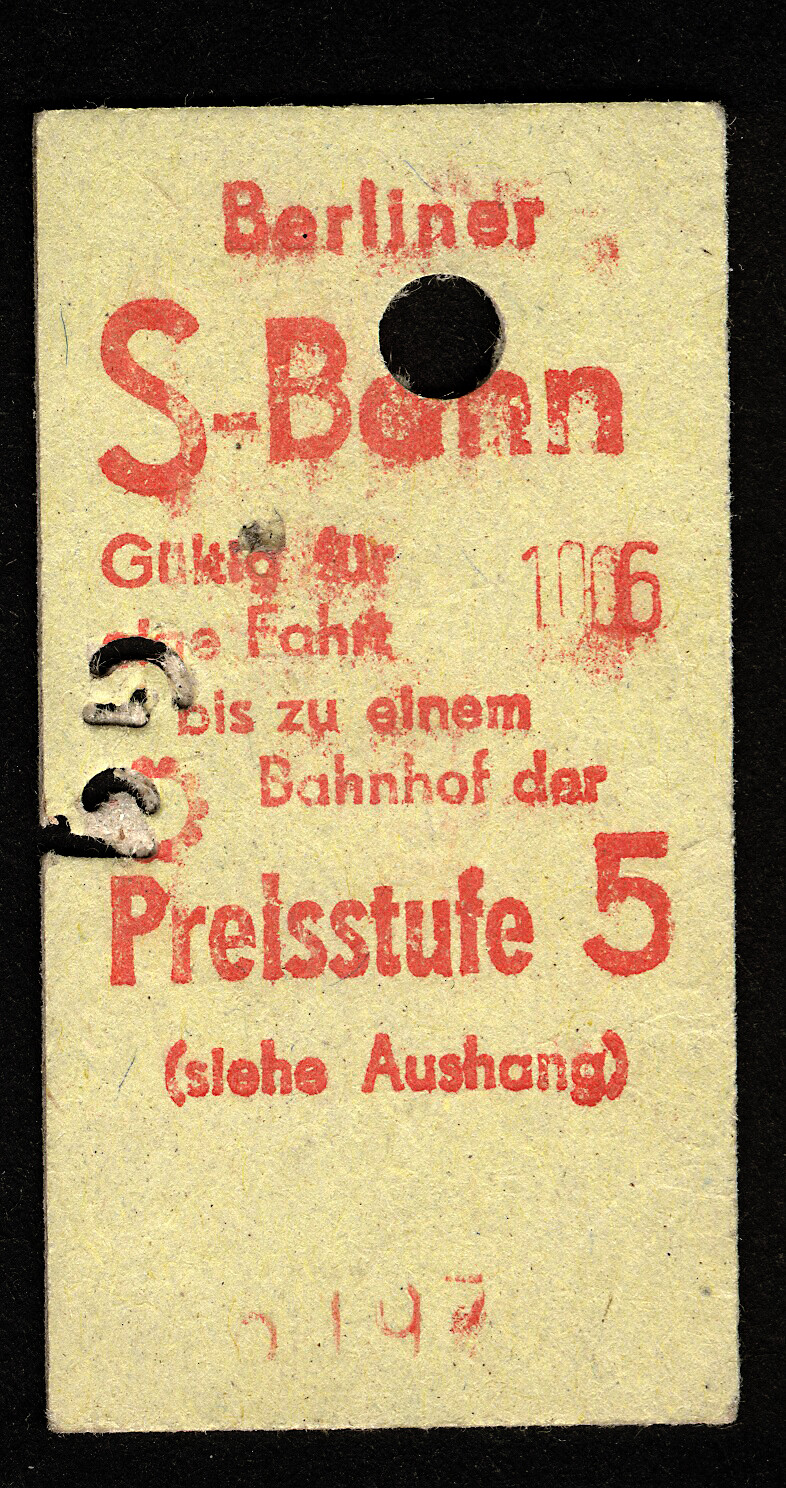 Berliner
S-Bahn
Gültig für
eine Fahrt
bis zu einem
Bahnhof der
Preisstufe 5
(siehe Aushang)